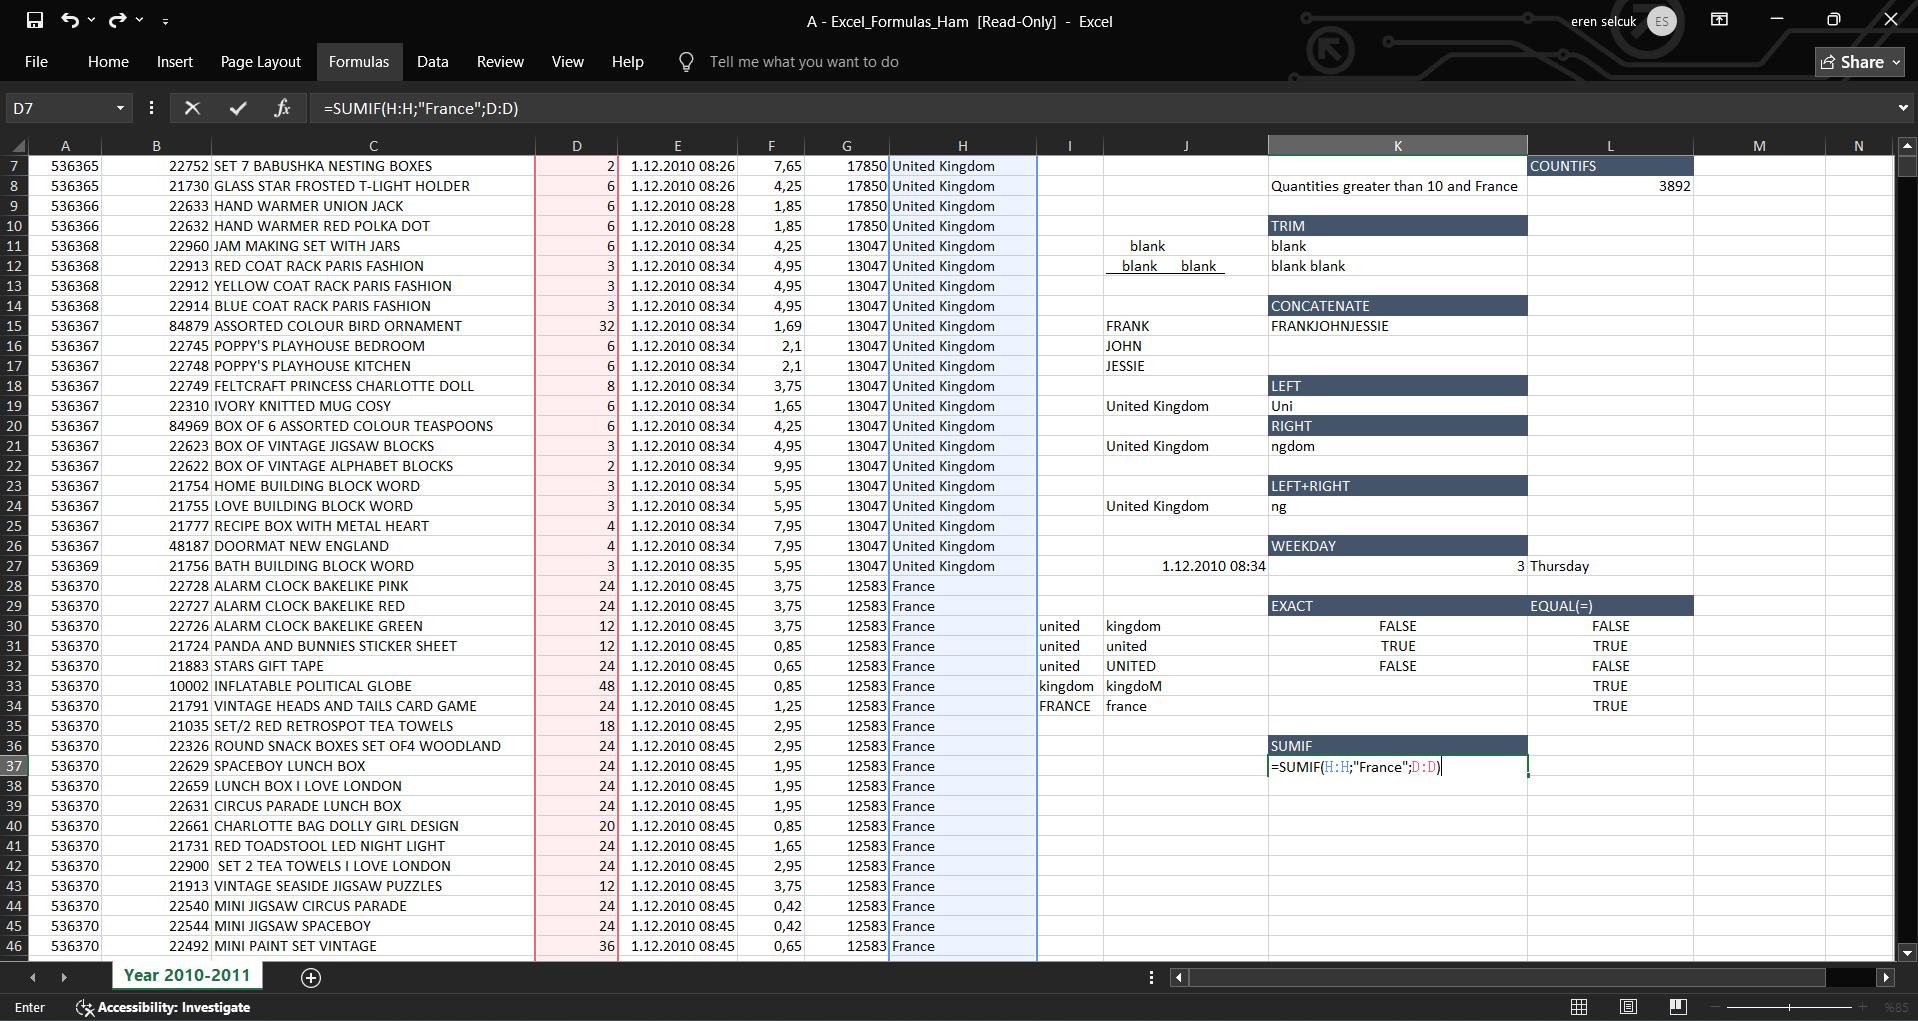 A - Excel_Formulas_Ham [Read-Only] - Excel
eren selcuk ES
File Home Insert Page Layout Formulas Data Review View Help Tell me what you want to do Share
D7 fx =SUMIF(H:H;"France";D:D)
A B C D E F G H I J K L M N
7 536365 22752 SET 7 BABUSHKA NESTING BOXES 2 1.12.2010 08:26 7,65 17850 United Kingdom COUNTIFS
8 536365 21730 GLASS STAR FROSTED T-LIGHT HOLDER 6 1.12.2010 08:26 4,25 17850 United Kingdom Quantities greater than 10 and France 3892
9 536366 22633 HAND WARMER UNION JACK 6 1.12.2010 08:28 1,85 17850 United Kingdom
10 536366 22632 HAND WARMER RED POLKA DOT 6 1.12.2010 08:28 1,85 17850 United Kingdom TRIM
11 536368 22960 JAM MAKING SET WITH JARS 6 1.12.2010 08:34 4,25 13047 United Kingdom blank blank
12 536368 22913 RED COAT RACK PARIS FASHION 3 1.12.2010 08:34 4,95 13047 United Kingdom blank blank blank blank
13 536368 22912 YELLOW COAT RACK PARIS FASHION 3 1.12.2010 08:34 4,95 13047 United Kingdom
14 536368 22914 BLUE COAT RACK PARIS FASHION 3 1.12.2010 08:34 4,95 13047 United Kingdom CONCATENATE
15 536367 84879 ASSORTED COLOUR BIRD ORNAMENT 32 1.12.2010 08:34 1,69 13047 United Kingdom FRANK FRANKJOHNJESSIE
16 536367 22745 POPPY'S PLAYHOUSE BEDROOM 6 1.12.2010 08:34 2,1 13047 United Kingdom JOHN
17 536367 22748 POPPY'S PLAYHOUSE KITCHEN 6 1.12.2010 08:34 2,1 13047 United Kingdom JESSIE
18 536367 22749 FELTCRAFT PRINCESS CHARLOTTE DOLL 8 1.12.2010 08:34 3,75 13047 United Kingdom LEFT
19 536367 22310 IVORY KNITTED MUG COSY 6 1.12.2010 08:34 1,65 13047 United Kingdom United Kingdom Uni
20 536367 84969 BOX OF 6 ASSORTED COLOUR TEASPOONS 6 1.12.2010 08:34 4,25 13047 United Kingdom RIGHT
21 536367 22623 BOX OF VINTAGE JIGSAW BLOCKS 3 1.12.2010 08:34 4,95 13047 United Kingdom United Kingdom ngdom
22 536367 22622 BOX OF VINTAGE ALPHABET BLOCKS 2 1.12.2010 08:34 9,95 13047 United Kingdom
23 536367 21754 HOME BUILDING BLOCK WORD 3 1.12.2010 08:34 5,95 13047 United Kingdom LEFT+RIGHT
24 536367 21755 LOVE BUILDING BLOCK WORD 3 1.12.2010 08:34 5,95 13047 United Kingdom United Kingdom ng
25 536367 21777 RECIPE BOX WITH METAL HEART 4 1.12.2010 08:34 7,95 13047 United Kingdom
26 536367 48187 DOORMAT NEW ENGLAND 4 1.12.2010 08:34 7,95 13047 United Kingdom WEEKDAY
27 536369 21756 BATH BUILDING BLOCK WORD 3 1.12.2010 08:35 5,95 13047 United Kingdom 1.12.2010 08:34 3 Thursday
28 536370 22728 ALARM CLOCK BAKELIKE PINK 24 1.12.2010 08:45 3,75 12583 France
29 536370 22727 ALARM CLOCK BAKELIKE RED 24 1.12.2010 08:45 3,75 12583 France EXACT EQUAL(=)
30 536370 22726 ALARM CLOCK BAKELIKE GREEN 12 1.12.2010 08:45 3,75 12583 France united kingdom FALSE FALSE
31 536370 21724 PANDA AND BUNNIES STICKER SHEET 12 1.12.2010 08:45 0,85 12583 France united united TRUE TRUE
32 536370 21883 STARS GIFT TAPE 24 1.12.2010 08:45 0,65 12583 France united UNITED FALSE FALSE
33 536370 10002 INFLATABLE POLITICAL GLOBE 48 1.12.2010 08:45 0,85 12583 France kingdom kingdoM TRUE
34 536370 21791 VINTAGE HEADS AND TAILS CARD GAME 24 1.12.2010 08:45 1,25 12583 France FRANCE france TRUE
35 536370 21035 SET/2 RED RETROSPOT TEA TOWELS 18 1.12.2010 08:45 2,95 12583 France
36 536370 22326 ROUND SNACK BOXES SET OF4 WOODLAND 24 1.12.2010 08:45 2,95 12583 France SUMIF
37 536370 22629 SPACEBOY LUNCH BOX 24 1.12.2010 08:45 1,95 12583 France =SUMIF(H:H;"France";D:D)
38 536370 22659 LUNCH BOX I LOVE LONDON 24 1.12.2010 08:45 1,95 12583 France
39 536370 22631 CIRCUS PARADE LUNCH BOX 24 1.12.2010 08:45 1,95 12583 France
40 536370 22661 CHARLOTTE BAG DOLLY GIRL DESIGN 20 1.12.2010 08:45 0,85 12583 France
41 536370 21731 RED TOADSTOOL LED NIGHT LIGHT 24 1.12.2010 08:45 1,65 12583 France
42 536370 22900 SET 2 TEA TOWELS I LOVE LONDON 24 1.12.2010 08:45 2,95 12583 France
43 536370 21913 VINTAGE SEASIDE JIGSAW PUZZLES 12 1.12.2010 08:45 3,75 12583 France
44 536370 22540 MINI JIGSAW CIRCUS PARADE 24 1.12.2010 08:45 0,42 12583 France
45 536370 22544 MINI JIGSAW SPACEBOY 24 1.12.2010 08:45 0,42 12583 France
46 536370 22492 MINI PAINT SET VINTAGE 36 1.12.2010 08:45 0,65 12583 France
Year 2010-2011
Enter Accessibility: Investigate %85